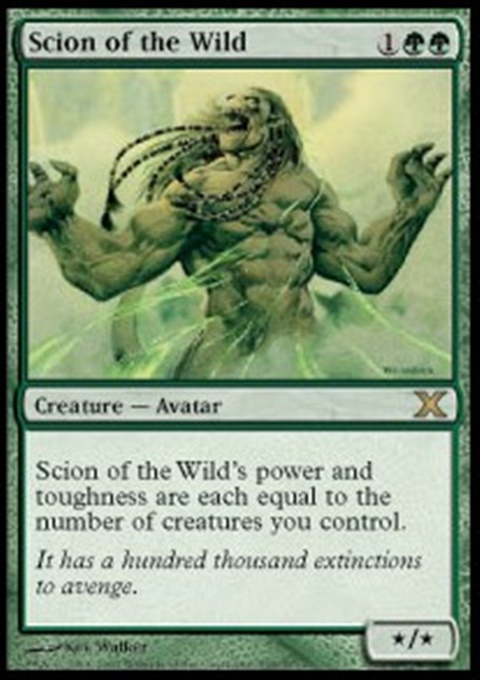 Scion of the Wild 1
Creature — Avatar X
Scion of the Wild's power and
toughness are each equal to the
number of creatures you control.
It has a hundred thousand extinctions
to avenge.
★/★
Kev Walker